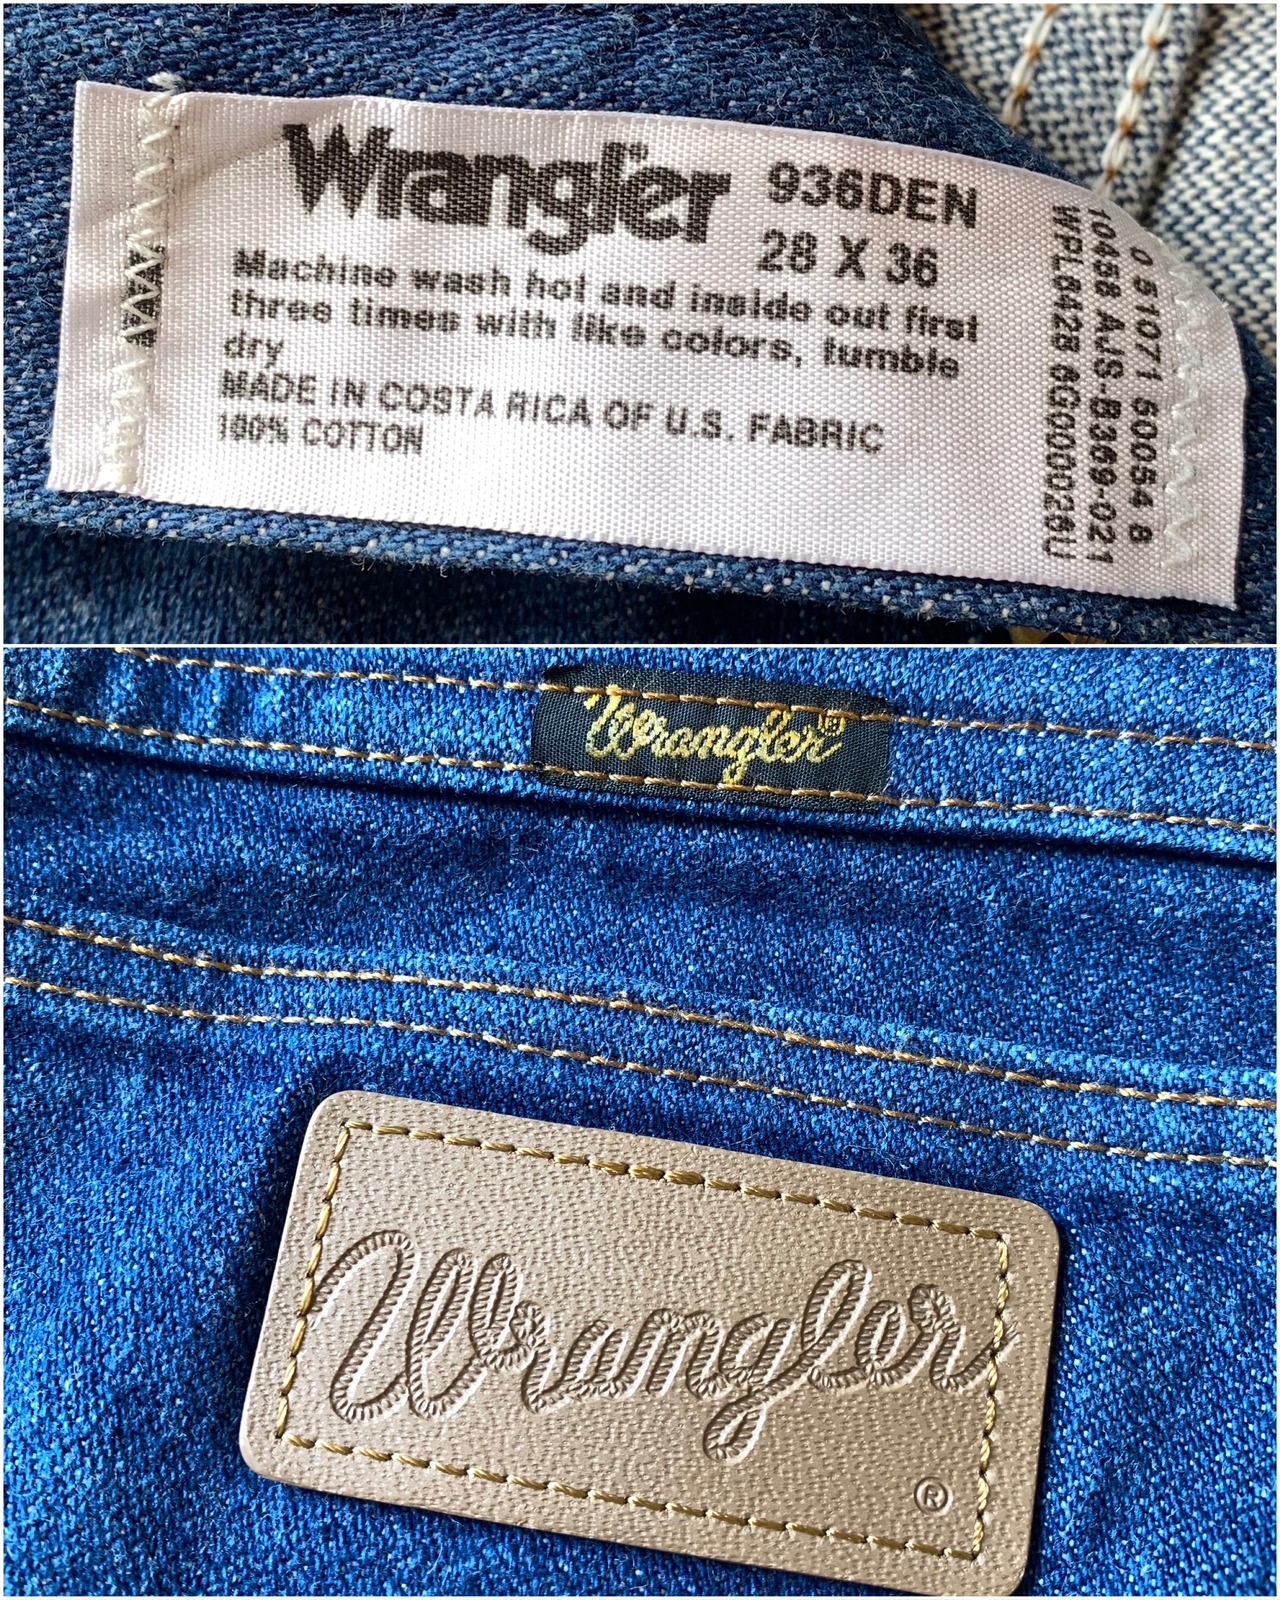 Wrangler
936DEN
28 X 36
Machine wash hot and inside out first
three times with like colors, tumble
dry
MADE IN COSTA RICA OF U.S. FABRIC
100% COTTON
0 51071 50054 8
10458 AJS-B369-021
WPL8428 6G000026U
Wrangler®
Wrangler
®